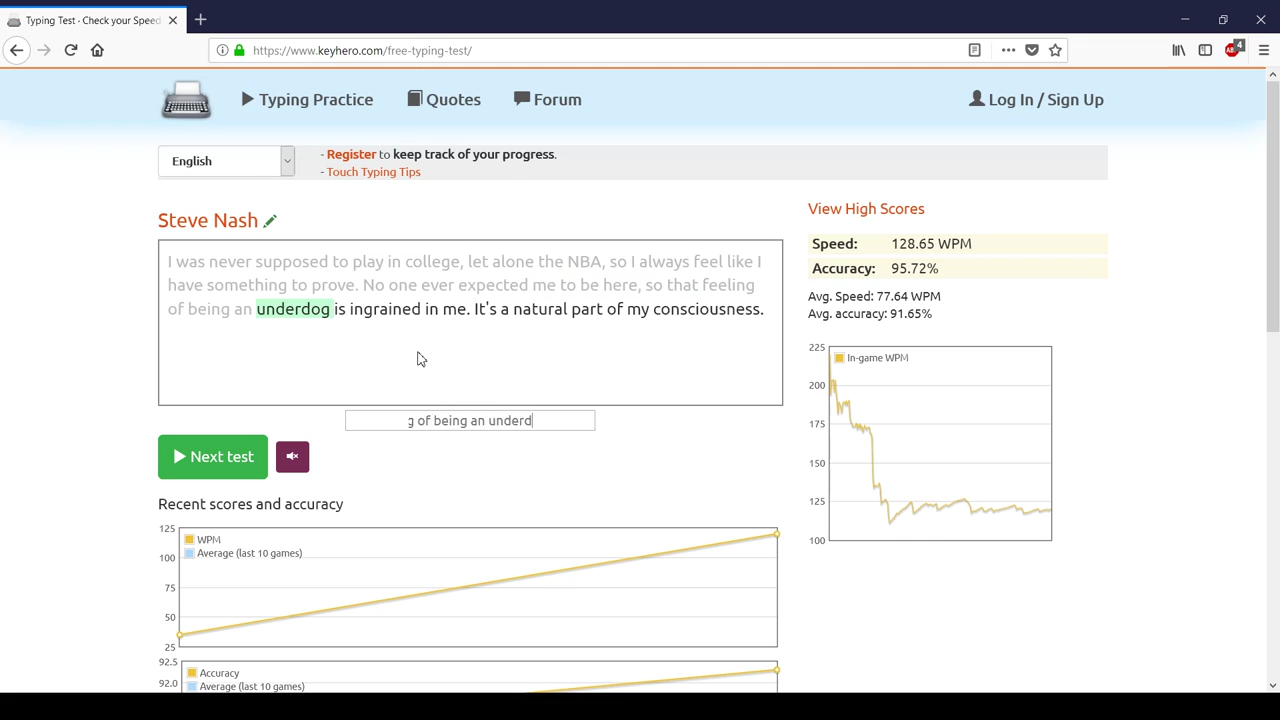 Typing Test · Check your Speed
https://www.keyhero.com/free-typing-test/
4
Typing Practice
Quotes
Forum
Log In / Sign Up
English
- Register to keep track of your progress.
- Touch Typing Tips
Steve Nash
I was never supposed to play in college, let alone the NBA, so I always feel like I
have something to prove. No one ever expected me to be here, so that feeling
of being an underdog is ingrained in me. It's a natural part of my consciousness.
g of being an underd
Next test
View High Scores
Speed: 128.65 WPM
Accuracy: 95.72%
Avg. Speed: 77.64 WPM
Avg. accuracy: 91.65%
225
In-game WPM
200
175
150
125
100
Recent scores and accuracy
125
WPM
Average (last 10 games)
100
75
50
25
92.5
Accuracy
92.0
Average (last 10 games)